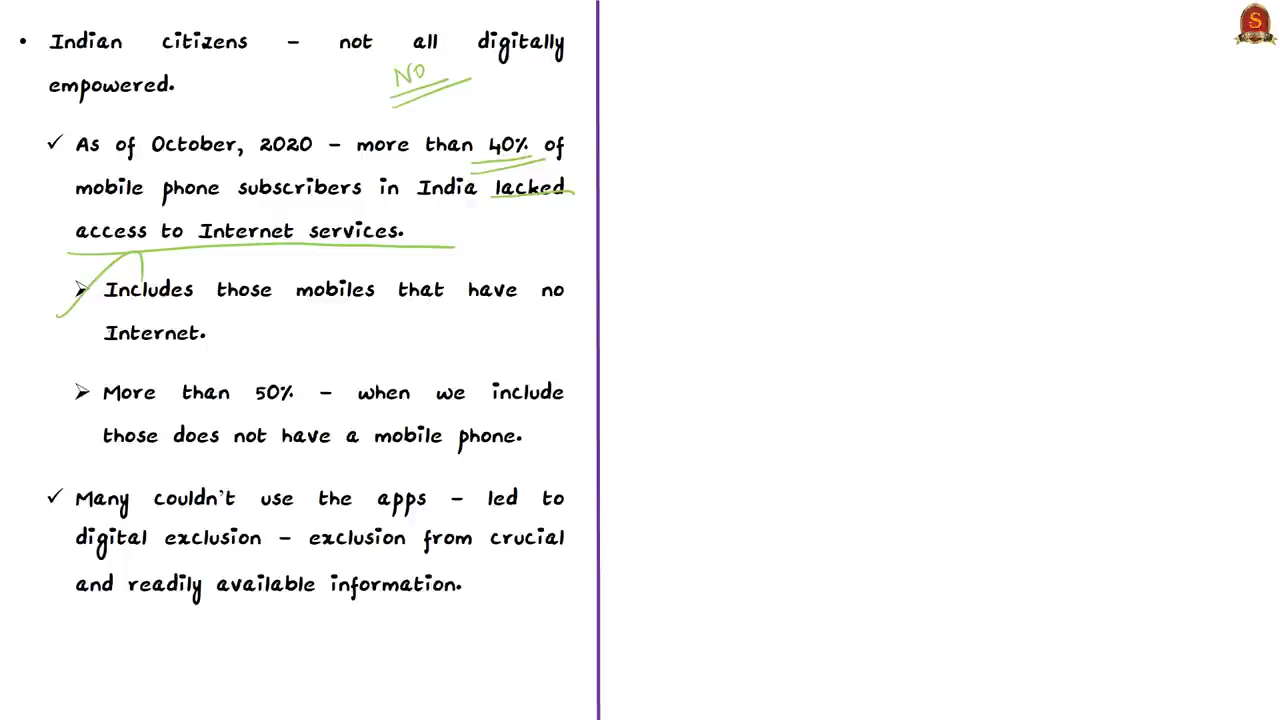 • Indian citizens – not all digitally
empowered.
NO
✓ As of October, 2020 – more than 40% of
mobile phone subscribers in India lacked
access to Internet services.
➢ Includes those mobiles that have no
Internet.
➢ More than 50% – when we include
those does not have a mobile phone.
✓ Many couldn't use the apps – led to
digital exclusion – exclusion from crucial
and readily available information.
S